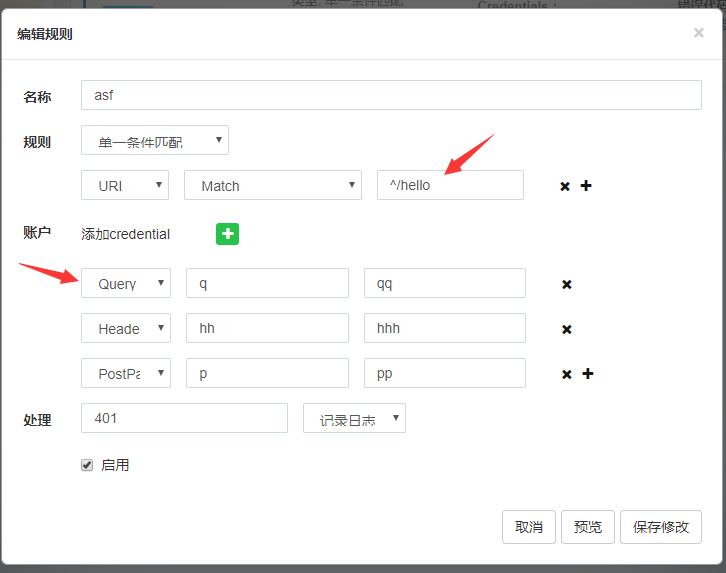 类型: 单一条件匹配
Credentials :
编辑规则
×
名称 asf
规则 单一条件匹配
URI Match ^/hello
账户 添加credential
Query q qq
Heade hh hhh
PostPa p pp
处理 401 记录日志
启用
取消 预览 保存修改